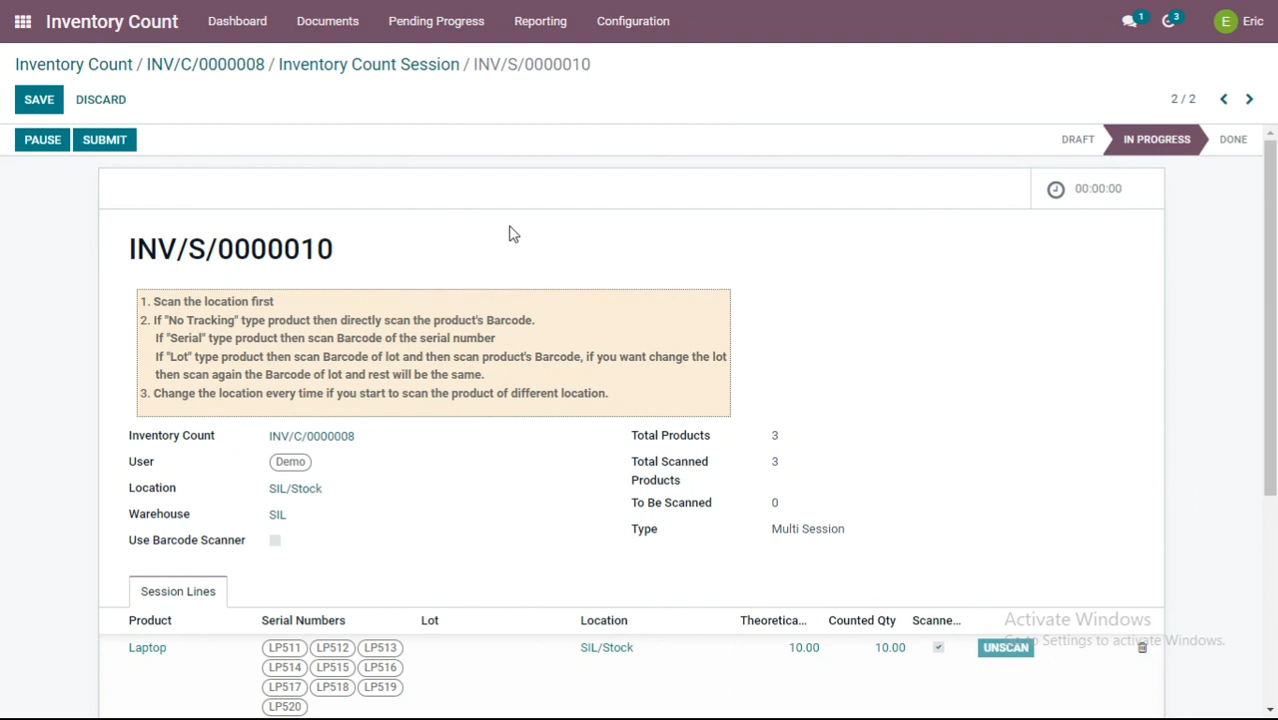 Inventory Count Dashboard Documents Pending Progress Reporting Configuration 1 3 E Eric
Inventory Count / INV/C/0000008 / Inventory Count Session / INV/S/0000010
SAVE DISCARD 2 / 2
PAUSE SUBMIT DRAFT IN PROGRESS DONE
00:00:00
INV/S/0000010
1. Scan the location first
2. If "No Tracking" type product then directly scan the product's Barcode.
If "Serial" type product then scan Barcode of the serial number
If "Lot" type product then scan Barcode of lot and then scan product's Barcode, if you want change the lot
then scan again the Barcode of lot and rest will be the same.
3. Change the location every time if you start to scan the product of different location.
Inventory Count INV/C/0000008
User Demo
Location SIL/Stock
Warehouse SIL
Use Barcode Scanner
Total Products 3
Total Scanned
Products 3
To Be Scanned 0
Type Multi Session
Session Lines
Product Serial Numbers Lot Location Theoretica... Counted Qty Scanne...
Laptop LP511 LP512 LP513 SIL/Stock 10.00 10.00 UNSCAN
LP514 LP515 LP516
LP517 LP518 LP519
LP520
Activate Windows
Go to Settings to activate Windows.